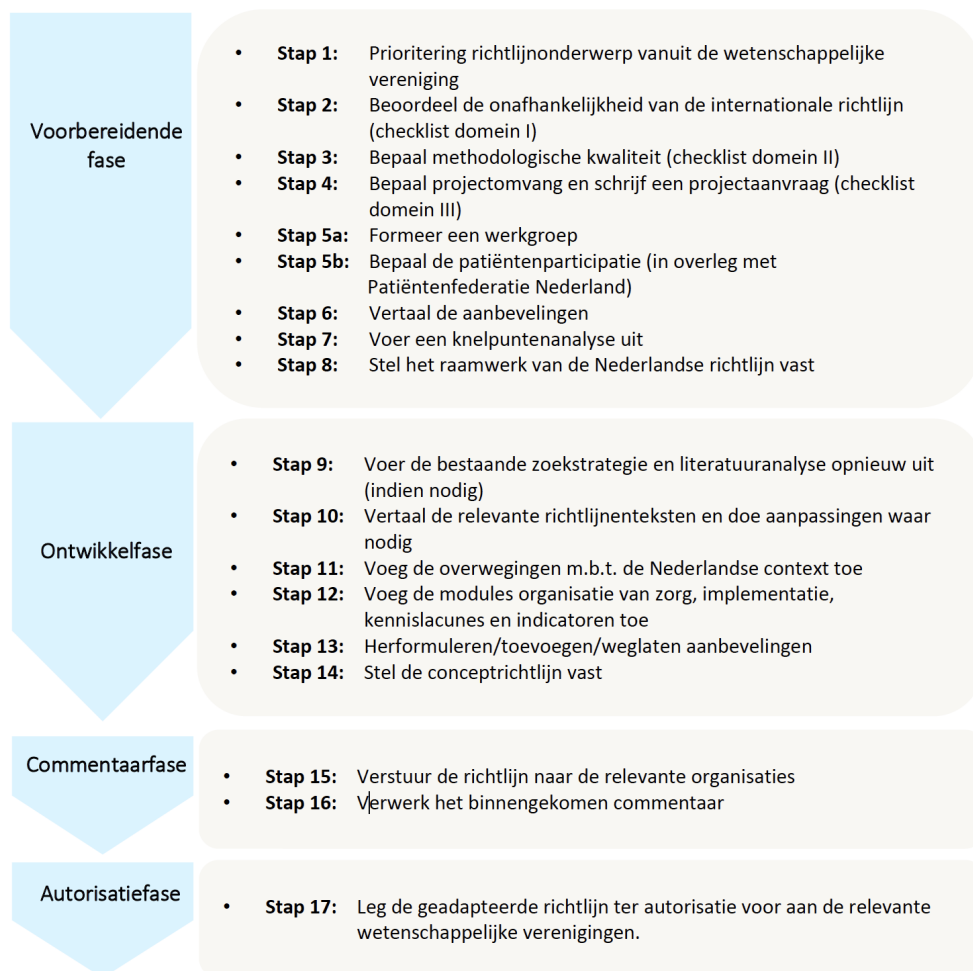 Voorbereidende
fase
• Stap 1: Prioritering richtlijnonderwerp vanuit de wetenschappelijke
vereniging
• Stap 2: Beoordeel de onafhankelijkheid van de internationale richtlijn
(checklist domein I)
• Stap 3: Bepaal methodologische kwaliteit (checklist domein II)
• Stap 4: Bepaal projectomvang en schrijf een projectaanvraag (checklist
domein III)
• Stap 5a: Formeer een werkgroep
• Stap 5b: Bepaal de patiëntenparticipatie (in overleg met
Patiëntenfederatie Nederland)
• Stap 6: Vertaal de aanbevelingen
• Stap 7: Voer een knelpuntenanalyse uit
• Stap 8: Stel het raamwerk van de Nederlandse richtlijn vast
Ontwikkelfase
• Stap 9: Voer de bestaande zoekstrategie en literatuuranalyse opnieuw uit
(indien nodig)
• Stap 10: Vertaal de relevante richtlijnenteksten en doe aanpassingen waar
nodig
• Stap 11: Voeg de overwegingen m.b.t. de Nederlandse context toe
• Stap 12: Voeg de modules organisatie van zorg, implementatie,
kennislacunes en indicatoren toe
• Stap 13: Herformuleren/toevoegen/weglaten aanbevelingen
• Stap 14: Stel de conceptrichtlijn vast
Commentaarfase
• Stap 15: Verstuur de richtlijn naar de relevante organisaties
• Stap 16: Verwerk het binnengekomen commentaar
Autorisatiefase
• Stap 17: Leg de geadapteerde richtlijn ter autorisatie voor aan de relevante
wetenschappelijke verenigingen.